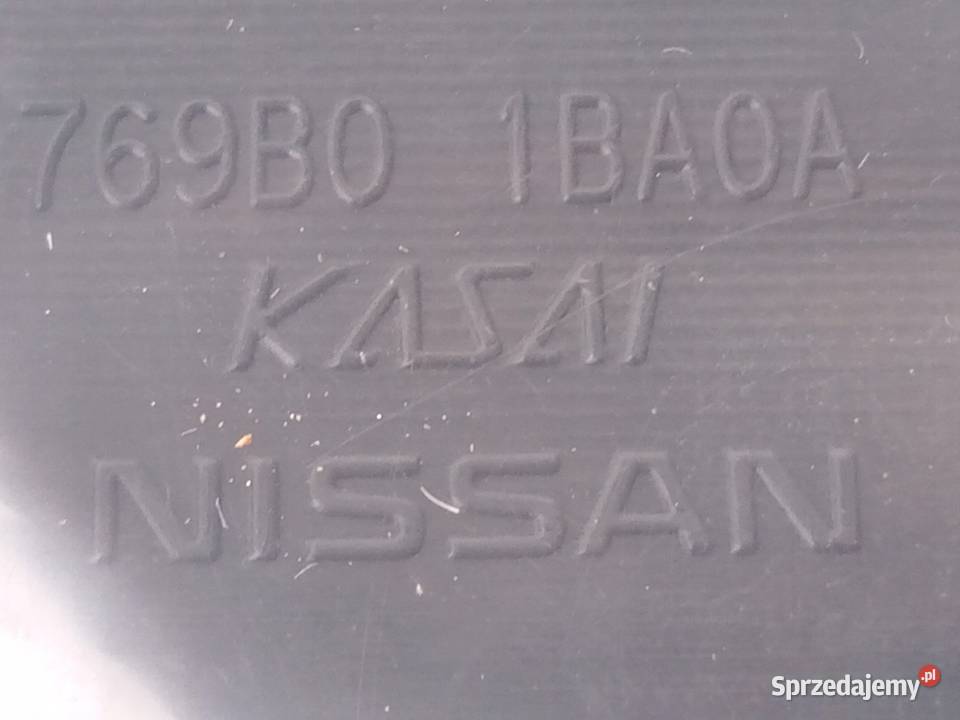 769B0 1BA0A
KASAI
NISSAN
Sprzedajemy.pl